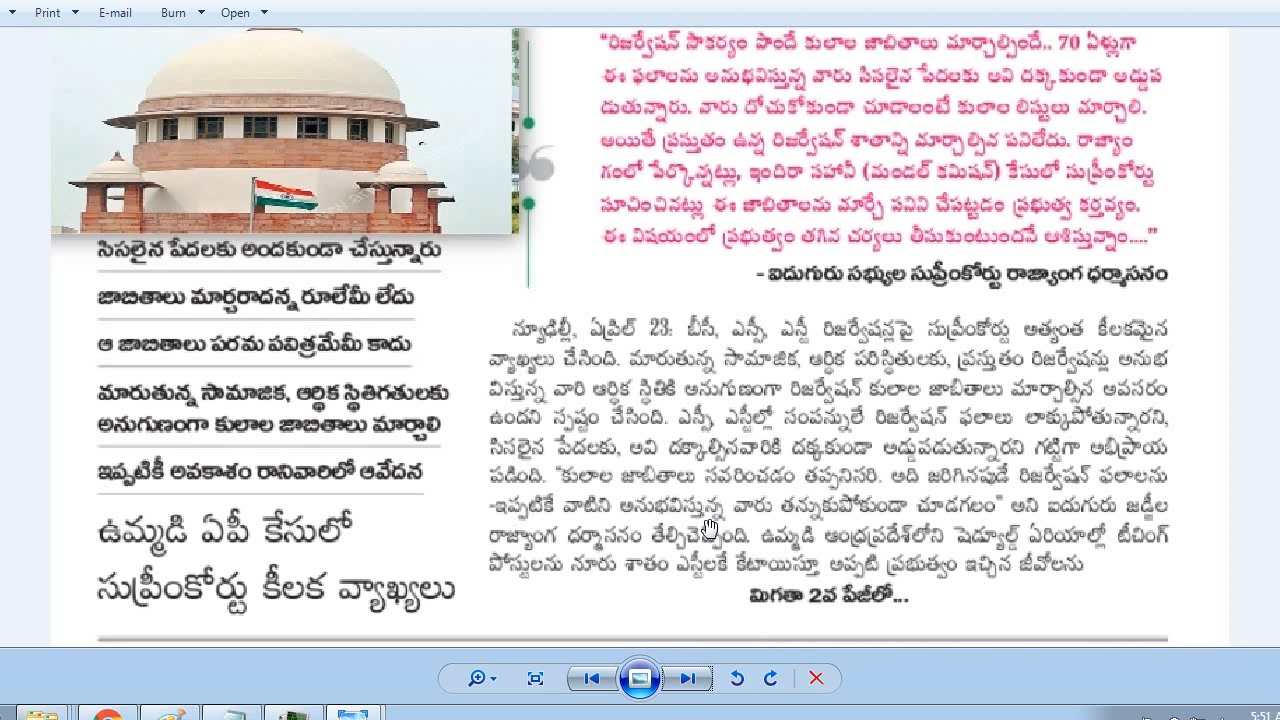 Print
E-mail
Burn
Open
"రిజర్వేషన్ సౌకర్యం పొందే కులాల జాబితాలు మార్చాల్సిందే.. 70 ఏళ్లుగా
ఈ ఫలాలను అనుభవిస్తున్న వారు సిసలైన పేదలకు అవి దక్కకుండా అడ్డుప
డుతున్నారు. వారు దోచుకోకుండా చూడాలంటే కులాల లిస్టులు మార్చాలి.
అయితే ప్రస్తుతం ఉన్న రిజర్వేషన్ శాతాన్ని మార్చాల్సిన పనిలేదు. రాజ్యాం
గంలో పేర్కొన్నట్లు, ఇందిరా సహానీ (మండల్ కమిషన్) కేసులో సుప్రీంకోర్టు
సూచించినట్లు ఈ జాబితాలను మార్చే పనిని చేపట్టడం ప్రభుత్వ కర్తవ్యం.
ఈ విషయంలో ప్రభుత్వం తగిన చర్యలు తీసుకుంటుందనే ఆశిస్తున్నాం...."
- ఐదుగురు సభ్యుల సుప్రీంకోర్టు రాజ్యాంగ ధర్మాసనం
సిసలైన పేదలకు అందకుండా చేస్తున్నారు
జాబితాలు మార్చరాదన్న రూలేమీ లేదు
ఆ జాబితాలు పరమ పవిత్రమేమీ కాదు
మారుతున్న సామాజిక, ఆర్థిక స్థితిగతులకు
అనుగుణంగా కులాల జాబితాలు మార్చాలి
ఇప్పటికీ అవకాశం రానివారిలో ఆవేదన
ఉమ్మడి ఏపీ కేసులో
సుప్రీంకోర్టు కీలక వ్యాఖ్యలు
న్యూఢిల్లీ, ఏప్రిల్ 23: బీసీ, ఎస్సీ, ఎస్టీ రిజర్వేషన్లపై సుప్రీంకోర్టు అత్యంత కీలకమైన
వ్యాఖ్యలు చేసింది. మారుతున్న సామాజిక, ఆర్థిక పరిస్థితులకు, ప్రస్తుతం రిజర్వేషన్లు అనుభ
విస్తున్న వారి ఆర్థిక స్థితికి అనుగుణంగా రిజర్వేషన్ కులాల జాబితాలు మార్చాల్సిన అవసరం
ఉందని స్పష్టం చేసింది. ఎస్సీ, ఎస్టీల్లో సంపన్నులే రిజర్వేషన్ ఫలాలు లాక్కుపోతున్నారని,
సిసలైన పేదలకు, అవి దక్కాల్సినవారికి దక్కకుండా అడ్డుపడుతున్నారని గట్టిగా అభిప్రాయ
పడింది. "కులాల జాబితాలు సవరించడం తప్పనిసరి. అది జరిగినపుడే రిజర్వేషన్ ఫలాలను
-ఇప్పటికే వాటిని అనుభవిస్తున్న వారు తన్నుకుపోకుండా చూడగలం" అని ఐదుగురు జడ్జీల
రాజ్యాంగ ధర్మాసనం తేల్చిచెప్పింది. ఉమ్మడి ఆంధ్రప్రదేశ్‌లోని షెడ్యూల్డ్ ఏరియాల్లో టీచింగ్
పోస్టులను నూరు శాతం ఎస్టీలకే కేటాయిస్తూ అప్పటి ప్రభుత్వం ఇచ్చిన జీవోలను
మిగతా 2వ పేజీలో...